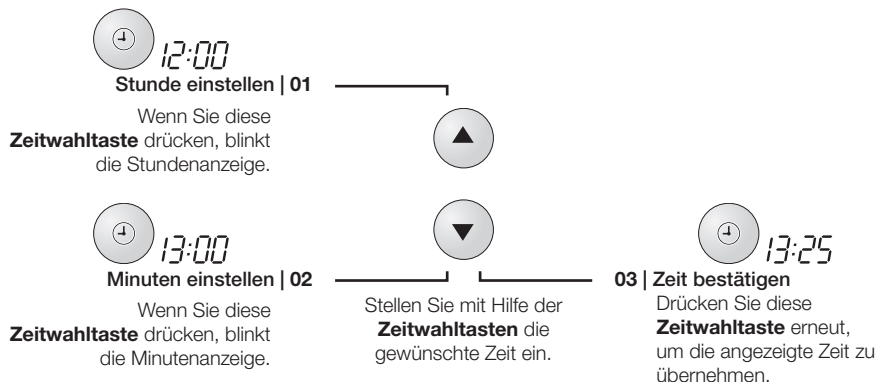 12:00
Stunde einstellen | 01
Wenn Sie diese
Zeitwahltaste drücken, blinkt
die Stundenanzeige.
13:00
Minuten einstellen | 02
Wenn Sie diese
Zeitwahltaste drücken, blinkt
die Minutenanzeige.
Stellen Sie mit Hilfe der
Zeitwahltasten die
gewünschte Zeit ein.
13:25
03 | Zeit bestätigen
Drücken Sie diese
Zeitwahltaste erneut,
um die angezeigte Zeit zu
übernehmen.